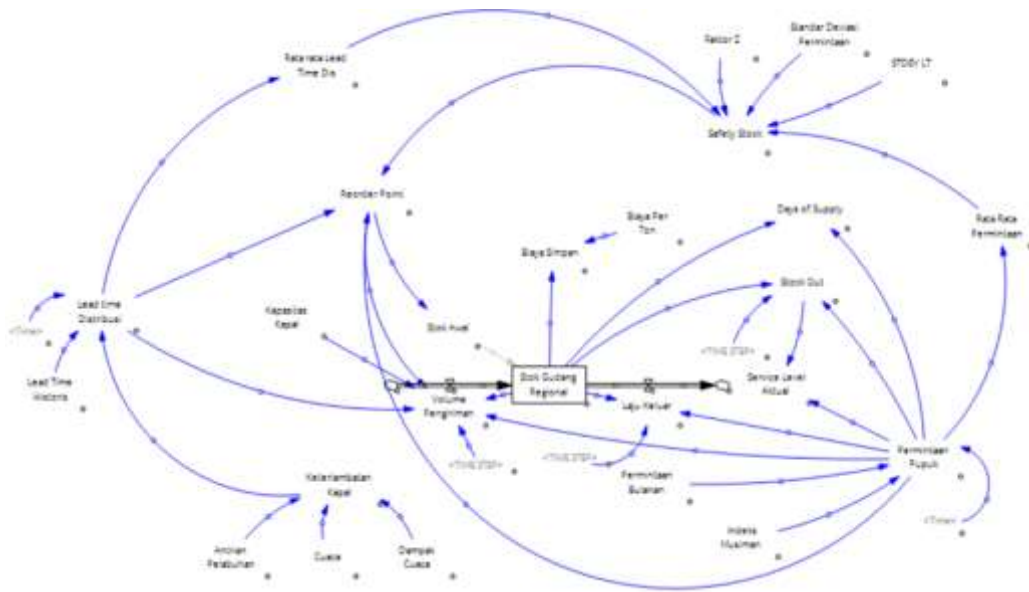 Faktor Z
Standar Deviasi
Permintaan
STDEV LT
Rata rata Lead
Time Dis
Safety Stock
Reorder Point
Biaya Per
Ton
Days of Supply
Rata Rata
Permintaan
Biaya Simpan
Stock Out
Lead time
Distribusi
Kapasitas
Kapal
Stok Awal
<Time>
<TIME STEP>
Stok Gudang
Regional
Service Level
Aktual
Lead Time
Historis
Volume
Pengiriman
Laju Keluar
Permintaan
Pupuk
<TIME STEP>
<TIME STEP>
Permintaan
Bulanan
Keterlambatan
Kapal
<Time>
Indeks
Musiman
Antrian
Pelabuhan
Cuaca
Dampak
Cuaca